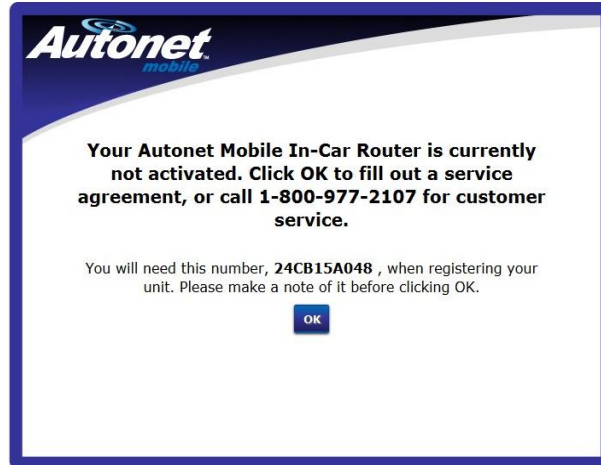 Autonet
mobile
Your Autonet Mobile In-Car Router is currently
not activated. Click OK to fill out a service
agreement, or call 1-800-977-2107 for customer
service.
You will need this number, 24CB15A048 , when registering your
unit. Please make a note of it before clicking OK.
OK